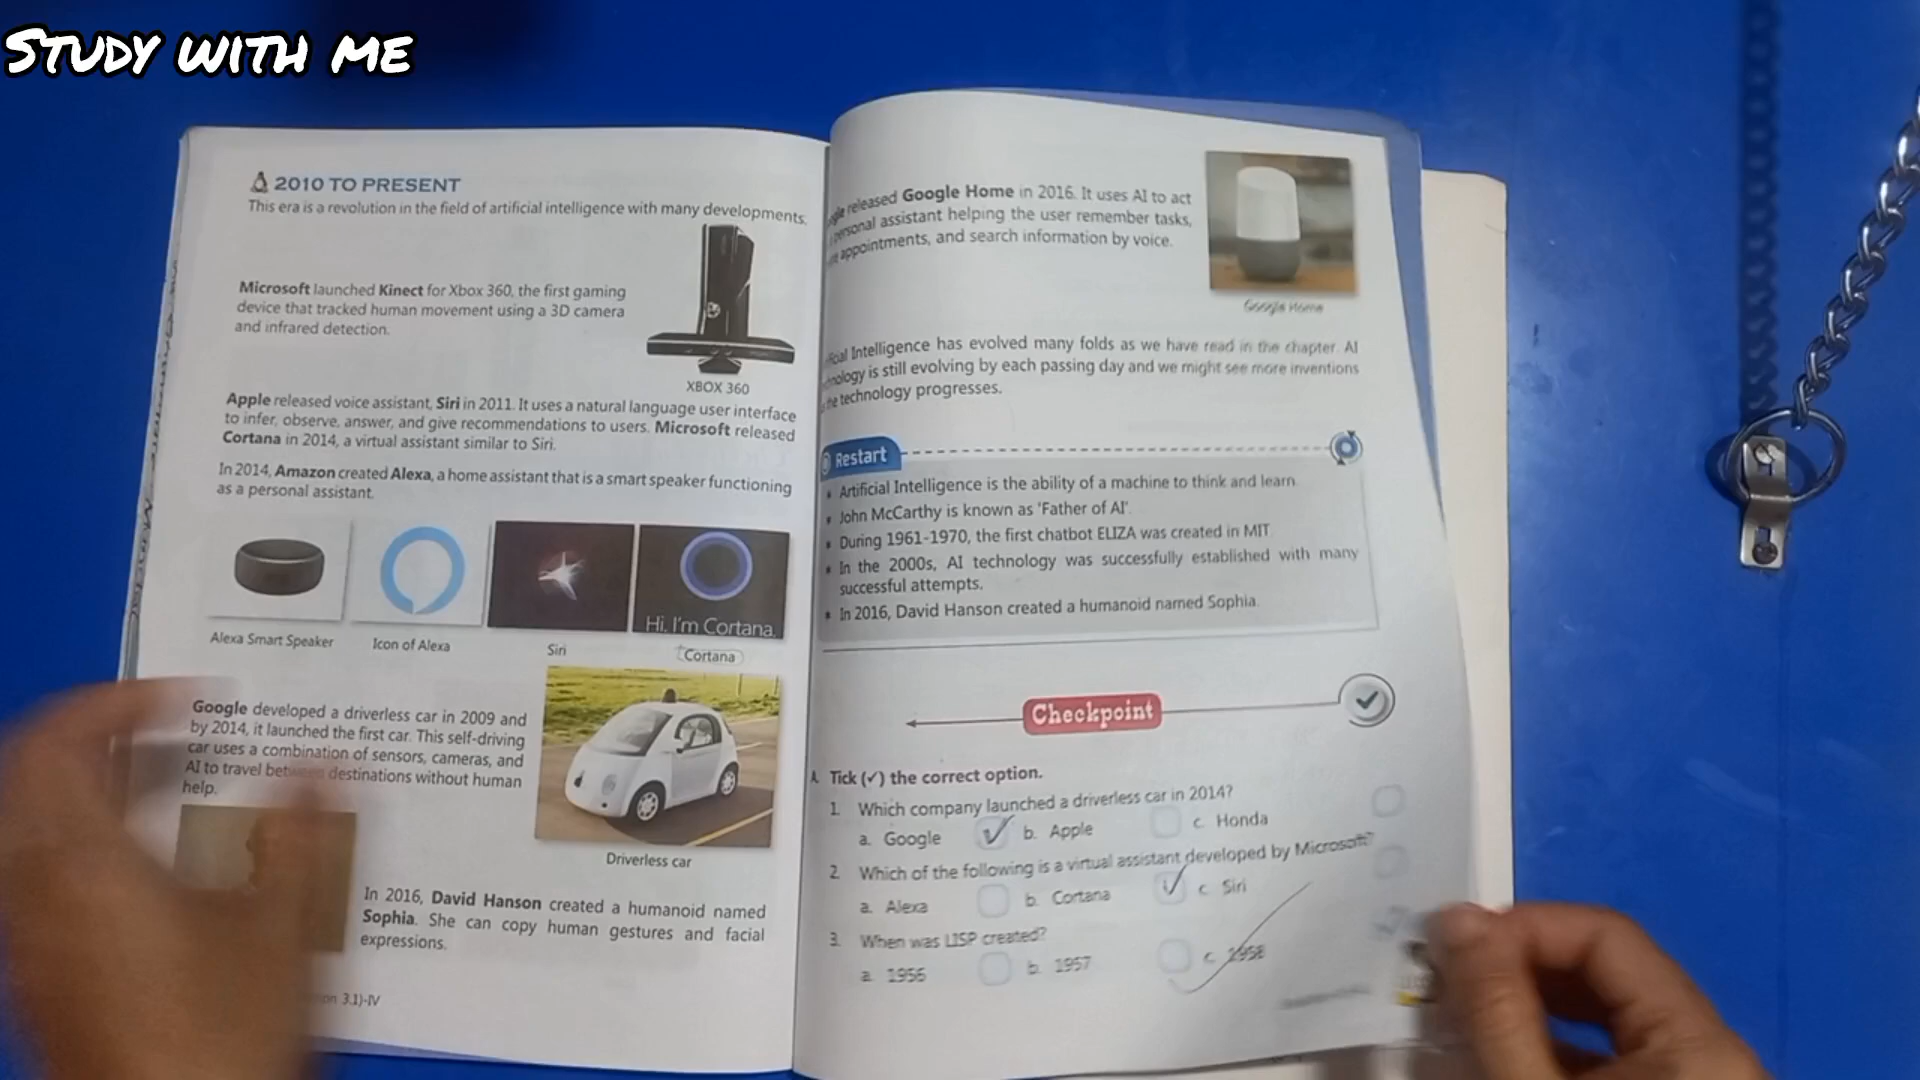 STUDY WITH ME
2010 TO PRESENT
This era is a revolution in the field of artificial intelligence with many developments.
Microsoft launched Kinect for Xbox 360, the first gaming
device that tracked human movement using a 3D camera
and infrared detection.
XBOX 360
Apple released voice assistant, Siri in 2011. It uses a natural language user interface
to infer, observe, answer, and give recommendations to users. Microsoft released
Cortana in 2014, a virtual assistant similar to Siri.
In 2014, Amazon created Alexa, a home assistant that is a smart speaker functioning
as a personal assistant.
Hi. I'm Cortana.
Alexa Smart Speaker
Icon of Alexa
Siri
Cortana
Google developed a driverless car in 2009 and
by 2014, it launched the first car. This self-driving
car uses a combination of sensors, cameras, and
AI to travel between destinations without human
help.
Driverless car
In 2016, David Hanson created a humanoid named
Sophia. She can copy human gestures and facial
expressions.
3.1)-IV
released Google Home in 2016. It uses AI to act
personal assistant helping the user remember tasks,
appointments, and search information by voice.
Google Home
Intelligence has evolved many folds as we have read in the chapter. AI
is still evolving by each passing day and we might see more inventions
the technology progresses.
Restart
• Artificial Intelligence is the ability of a machine to think and learn.
• John McCarthy is known as 'Father of AI'.
• During 1961-1970, the first chatbot ELIZA was created in MIT.
• In the 2000s, AI technology was successfully established with many
successful attempts.
• In 2016, David Hanson created a humanoid named Sophia.
Checkpoint
A. Tick (✓) the correct option.
1. Which company launched a driverless car in 2014?
a. Google ✓ b. Apple c. Honda
2. Which of the following is a virtual assistant developed by Microsoft?
a. Alexa b. Cortana ✓ c. Siri
3. When was LISP created?
a. 1956 b. 1957 c. 1958